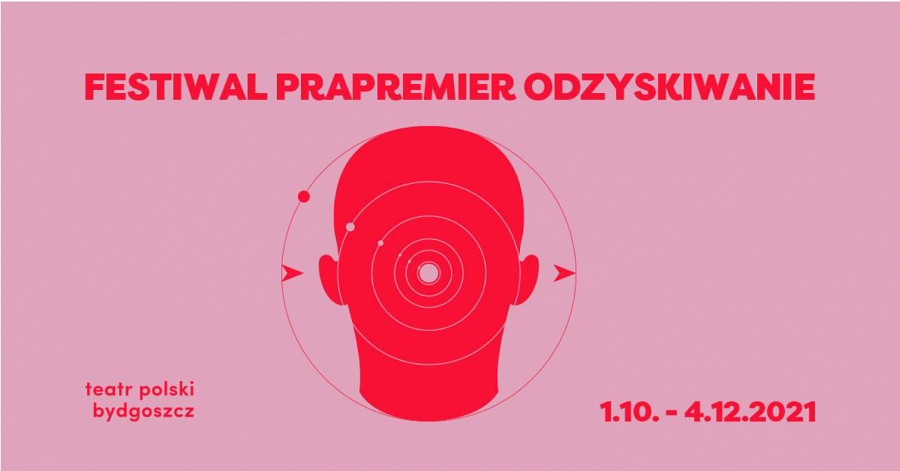 FESTIWAL PRAPREMIER ODZYSKIWANIE
teatr polski
bydgoszcz
1.10. - 4.12.2021